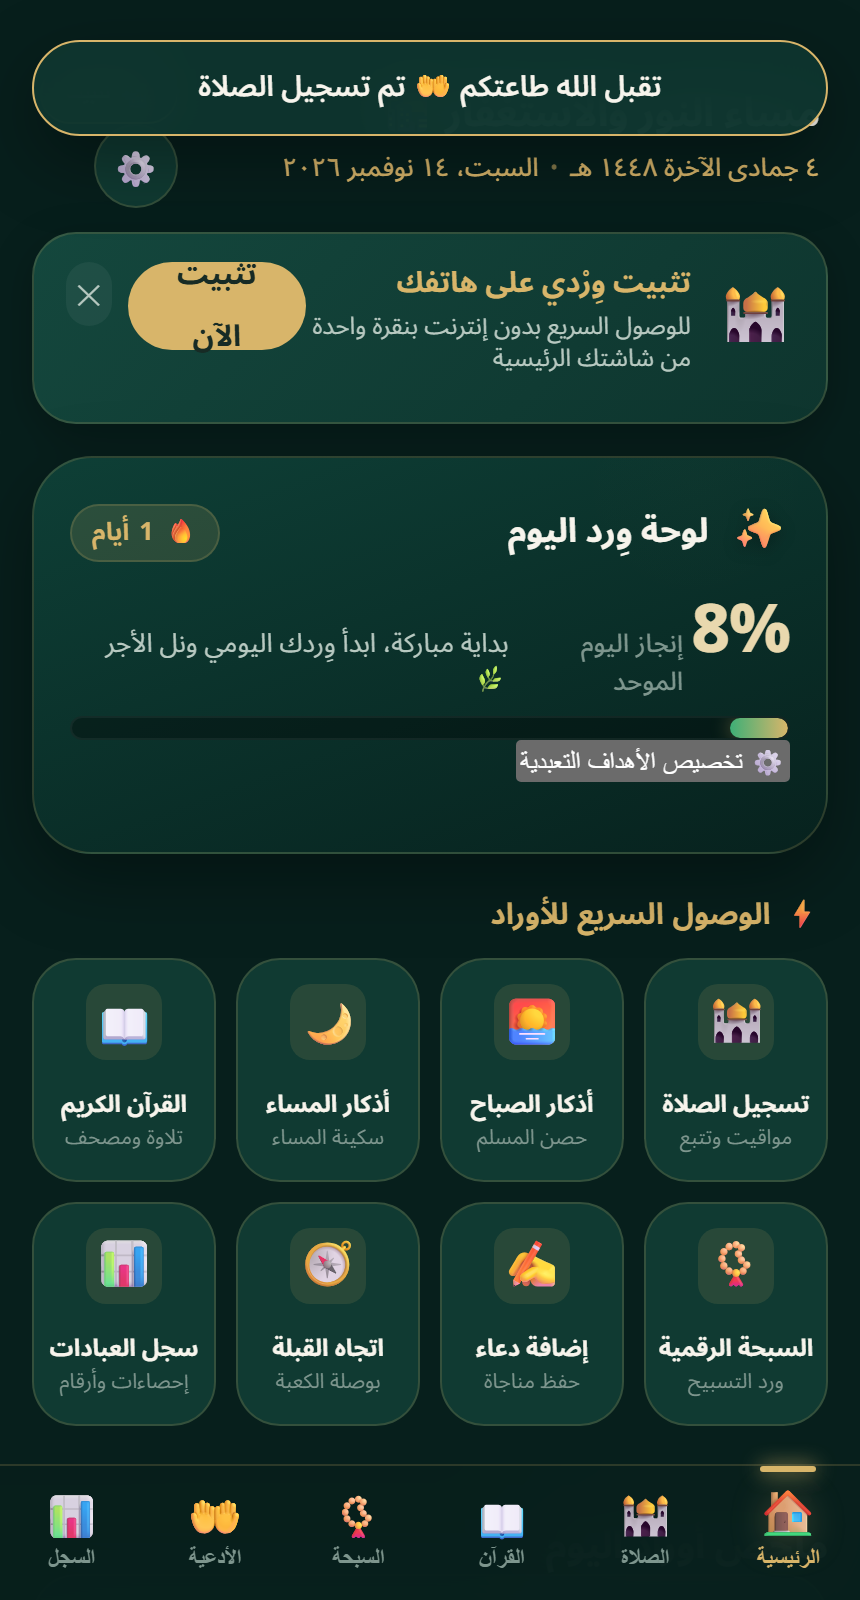 تقبل الله طاعتكم 🤲 تم تسجيل الصلاة
مساء النور والاستغفار
٤ جمادى الآخرة ١٤٤٨ هـ • السبت، ١٤ نوفمبر ٢٠٢٦
تثبيت وِرْدي على هاتفك
للوصول السريع بدون إنترنت بنقرة واحدة
من شاشتك الرئيسية
تثبيت
الآن
لوحة وِرد اليوم
1 أيام
8%
إنجاز اليوم
الموحد
بداية مباركة، ابدأ وِردك اليومي ونل الأجر
تخصيص الأهداف التعبدية
الوصول السريع للأوراد
تسجيل الصلاة
مواقيت وتتبع
أذكار الصباح
حصن المسلم
أذكار المساء
سكينة المساء
القرآن الكريم
تلاوة ومصحف
السبحة الرقمية
ورد التسبيح
إضافة دعاء
حفظ مناجاة
اتجاه القبلة
بوصلة الكعبة
سجل العبادات
إحصاءات وأرقام
الرئيسية
الصلاة
القرآن
السبحة
الأدعية
السجل